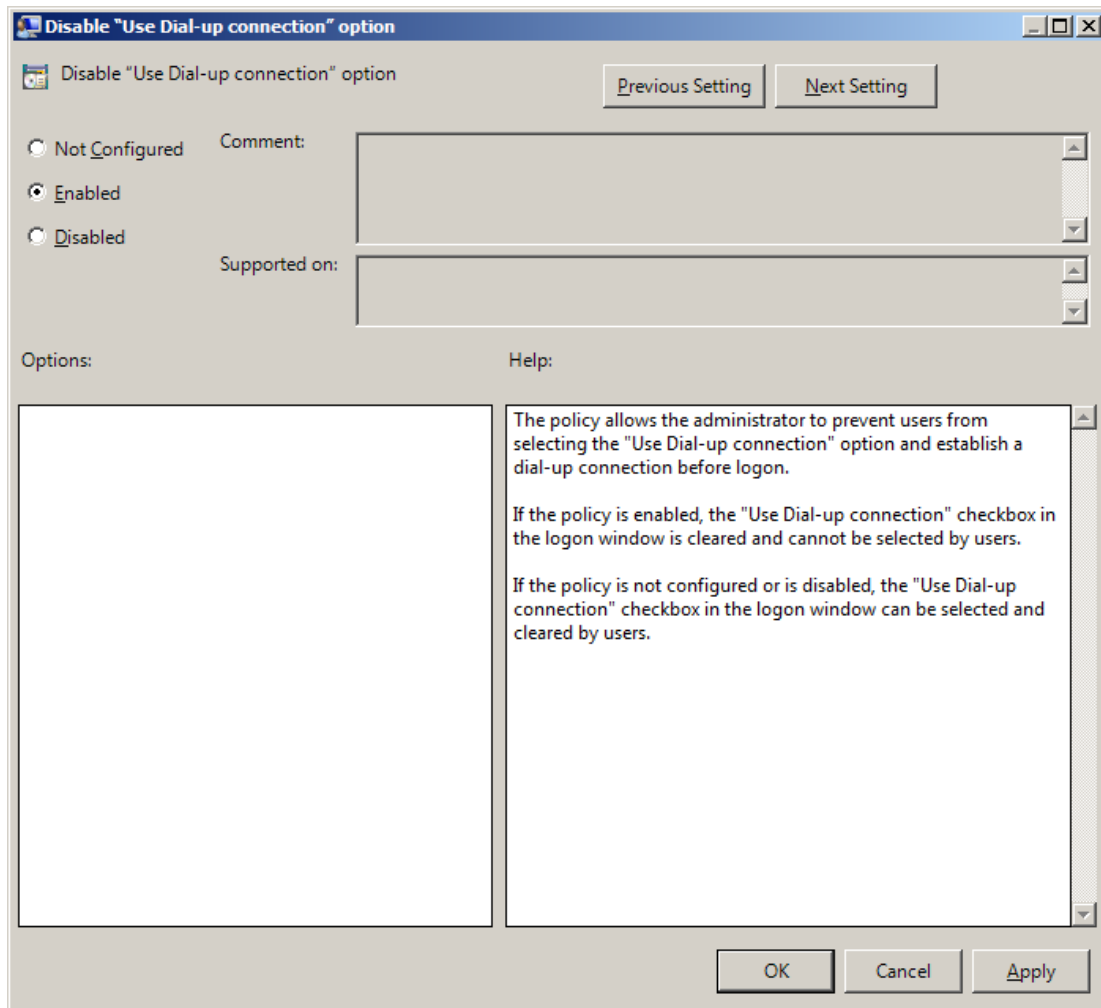 Disable “Use Dial-up connection” option
Disable “Use Dial-up connection” option
Previous Setting
Next Setting
Not Configured
Comment:
Enabled
Disabled
Supported on:
Options:
Help:
The policy allows the administrator to prevent users from
selecting the "Use Dial-up connection" option and establish a
dial-up connection before logon.
If the policy is enabled, the "Use Dial-up connection" checkbox in
the logon window is cleared and cannot be selected by users.
If the policy is not configured or is disabled, the "Use Dial-up
connection" checkbox in the logon window can be selected and
cleared by users.
OK
Cancel
Apply